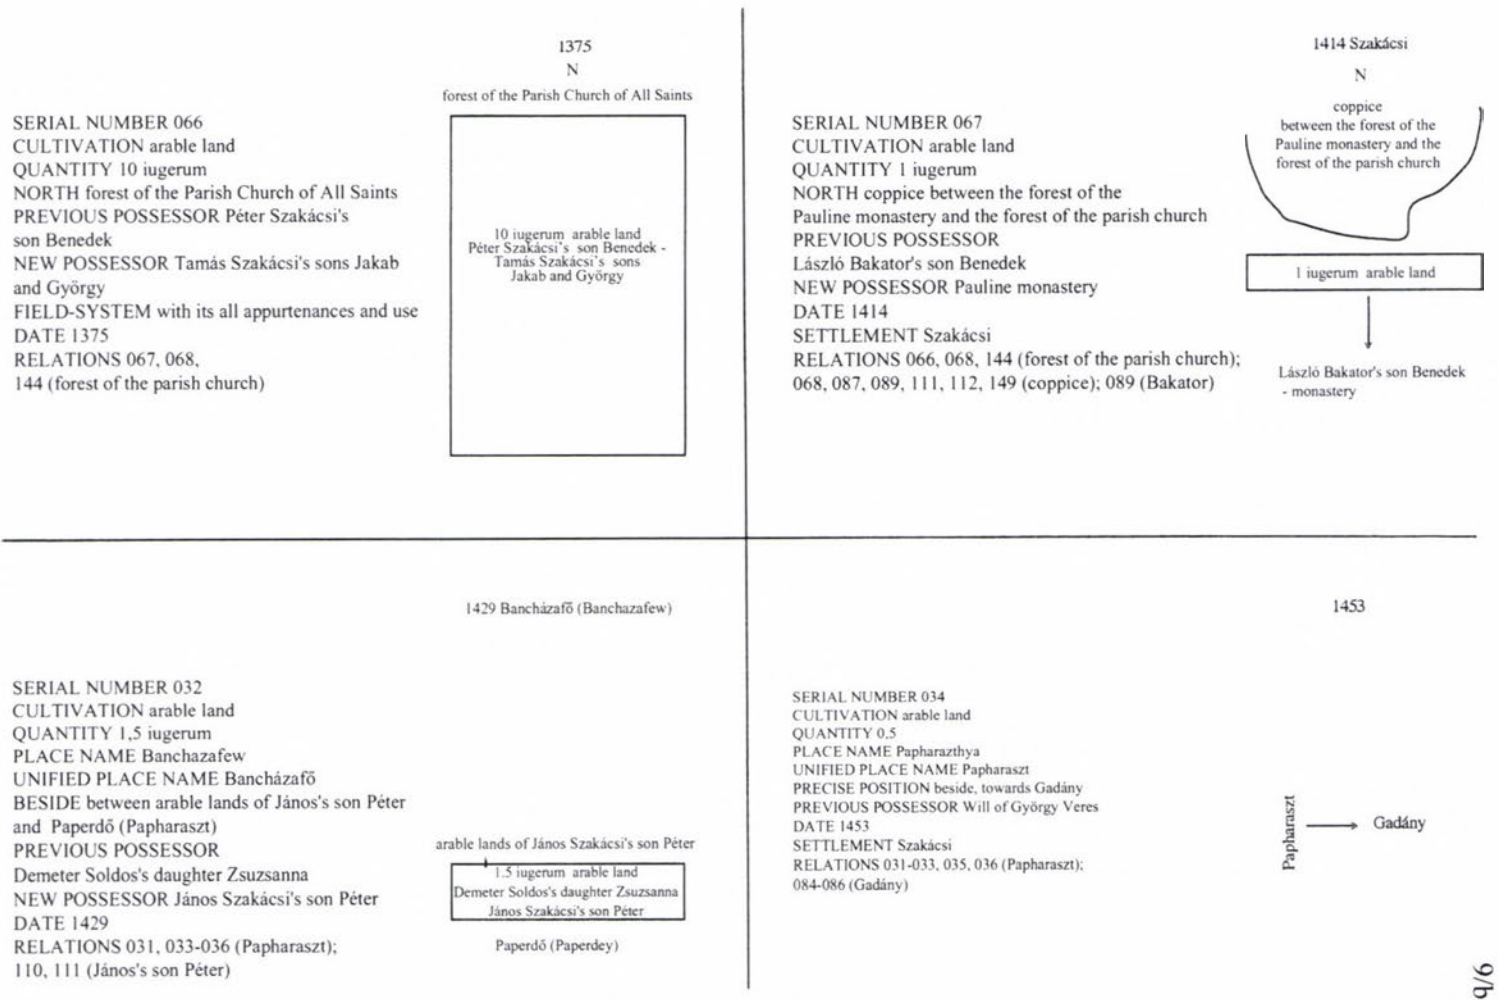 1375
N
forest of the Parish Church of All Saints
SERIAL NUMBER 066
CULTIVATION arable land
QUANTITY 10 iugerum
NORTH forest of the Parish Church of All Saints
PREVIOUS POSSESSOR Péter Szakácsi's
son Benedek
NEW POSSESSOR Tamás Szakácsi's sons Jakab
and György
FIELD-SYSTEM with its all appurtenances and use
DATE 1375
RELATIONS 067, 068,
144 (forest of the parish church)
10 iugerum arable land
Péter Szakácsi's son Benedek -
Tamás Szakácsi's sons
Jakab and György
1414 Szakácsi
N
coppice
between the forest of the
Pauline monastery and the
forest of the parish church
SERIAL NUMBER 067
CULTIVATION arable land
QUANTITY 1 iugerum
NORTH coppice between the forest of the
Pauline monastery and the forest of the parish church
PREVIOUS POSSESSOR
László Bakator's son Benedek
NEW POSSESSOR Pauline monastery
DATE 1414
SETTLEMENT Szakácsi
RELATIONS 066, 068, 144 (forest of the parish church);
068, 087, 089, 111, 112, 149 (coppice); 089 (Bakator)
1 iugerum arable land
László Bakator's son Benedek
- monastery
1429 Bancházafő (Banchazafew)
SERIAL NUMBER 032
CULTIVATION arable land
QUANTITY 1,5 iugerum
PLACE NAME Banchazafew
UNIFIED PLACE NAME Bancházafő
BESIDE between arable lands of János's son Péter
and Paperdő (Papharaszt)
PREVIOUS POSSESSOR
Demeter Soldos's daughter Zsuzsanna
NEW POSSESSOR János Szakácsi's son Péter
DATE 1429
RELATIONS 031, 033-036 (Papharaszt);
110, 111 (János's son Péter)
arable lands of János Szakácsi's son Péter
1.5 iugerum arable land
Demeter Soldos's daughter Zsuzsanna
János Szakácsi's son Péter
Paperdő (Paperdey)
1453
SERIAL NUMBER 034
CULTIVATION arable land
QUANTITY 0.5
PLACE NAME Papharazthya
UNIFIED PLACE NAME Papharaszt
PRECISE POSITION beside, towards Gadány
PREVIOUS POSSESSOR Will of György Veres
DATE 1453
SETTLEMENT Szakácsi
RELATIONS 031-033, 035, 036 (Papharaszt);
084-086 (Gadány)
Papharaszt
Gadány
9/b